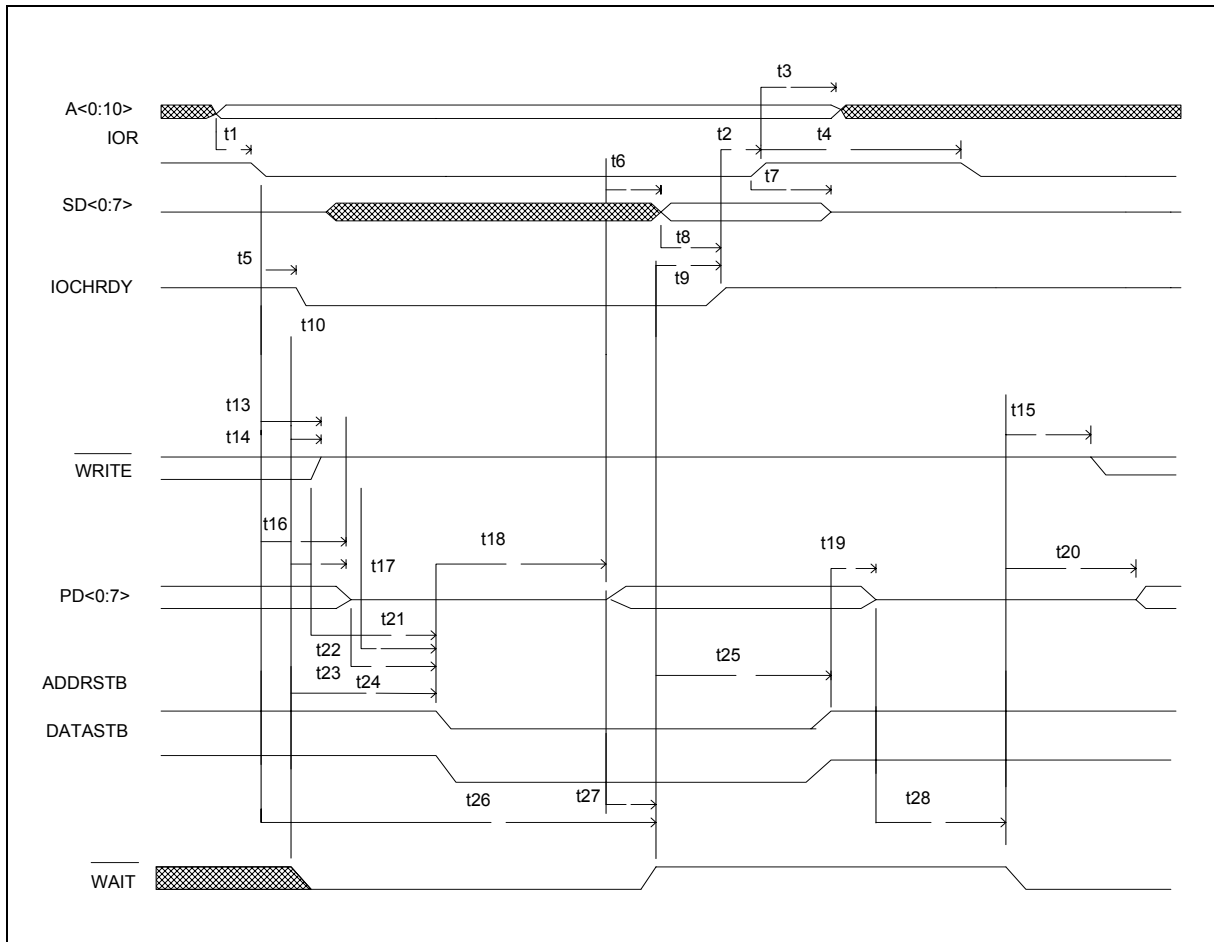 t3
A<0:10>
t1
t2
t4
IOR
t6
t7
SD<0:7>
t8
t5
t9
IOCHRDY
t10
t13
t15
t14
WRITE
t16
t18
t19
t17
t20
PD<0:7>
t21
t22
t23
t25
t24
ADDRSTB
DATASTB
t27
t26
t28
WAIT